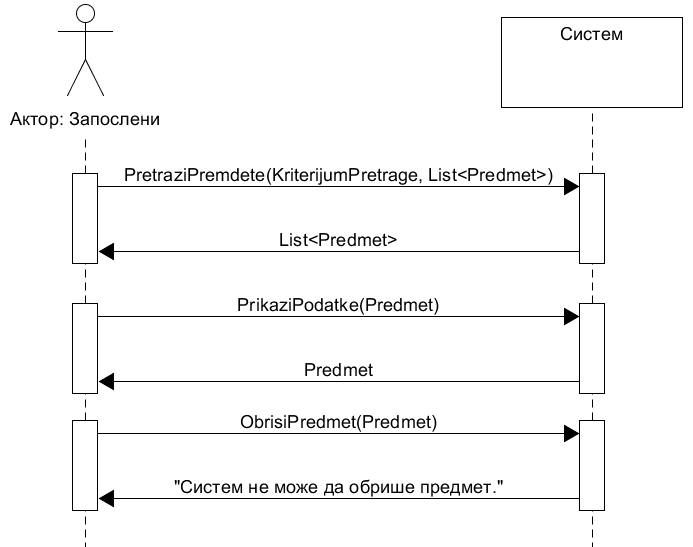 Систем
Актор: Запослени
PretraziPremdete(KriterijumPretrage, List<Predmet>)
List<Predmet>
PrikaziPodatke(Predmet)
Predmet
ObrisiPredmet(Predmet)
"Систем не може да обрише предмет."